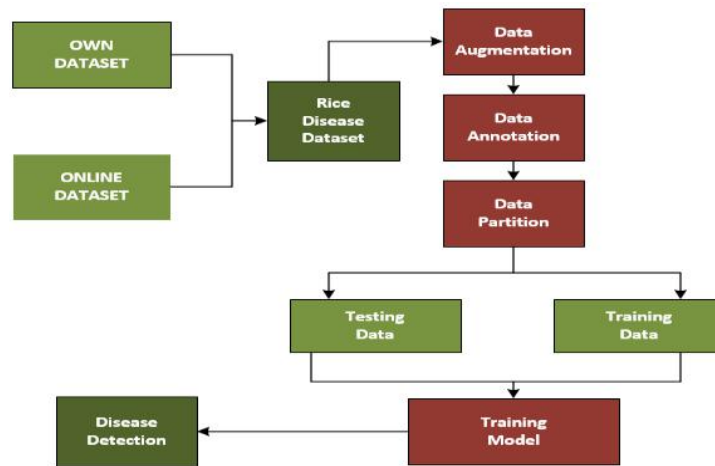 OWN
DATASET
ONLINE
DATASET
Rice
Disease
Dataset
Data
Augmentation
Data
Annotation
Data
Partition
Testing
Data
Training
Data
Training
Model
Disease
Detection